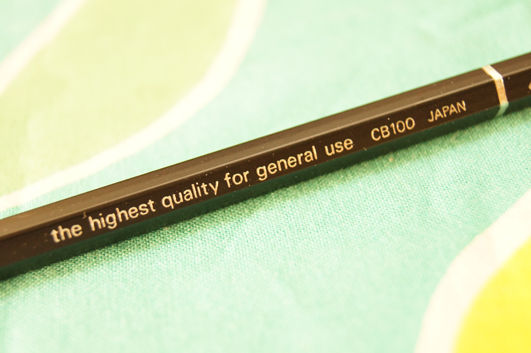 the highest quality for general use CB100 JAPAN